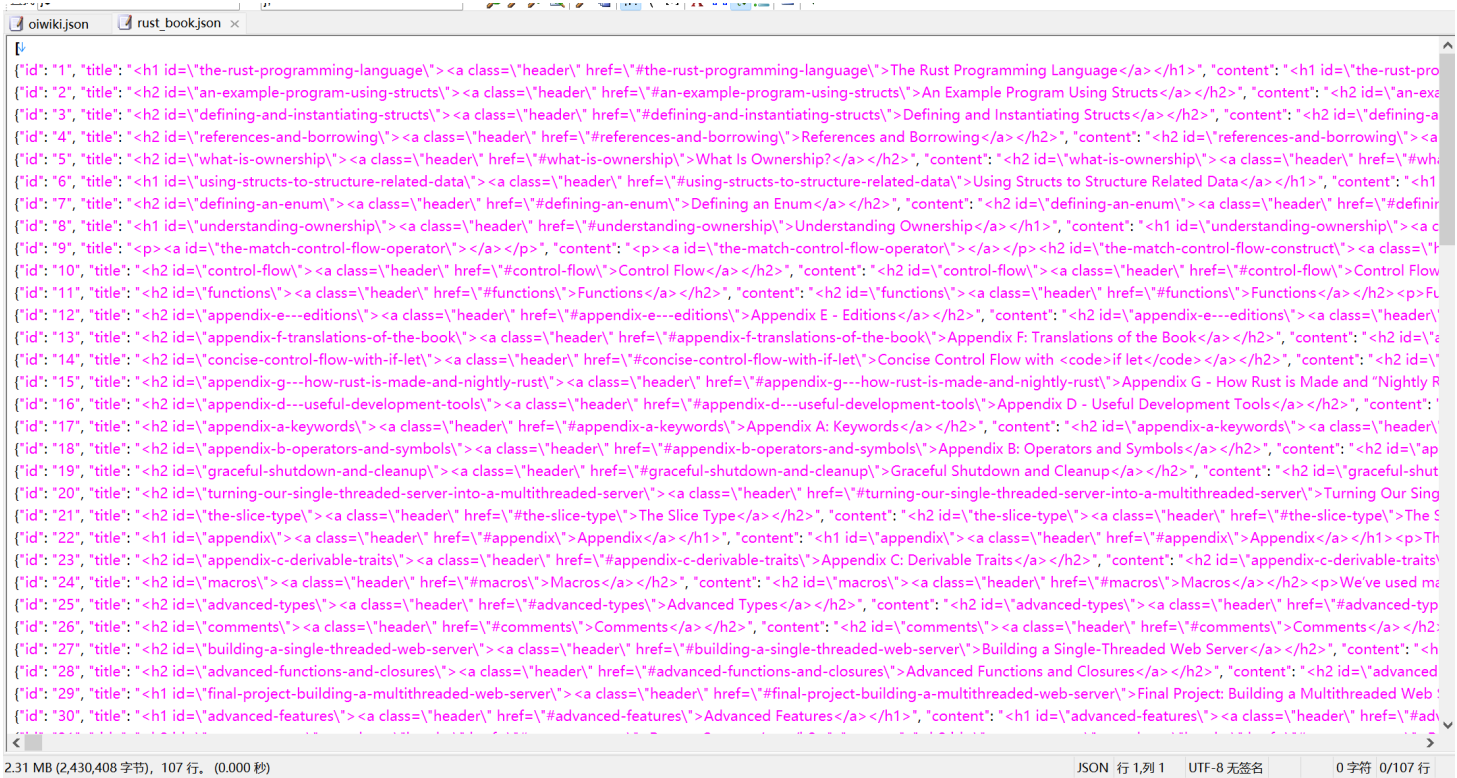 oiwiki.json rust_book.json
[
{"id": "1", "title": "<h1 id=\"the-rust-programming-language\"><a class=\"header\" href=\"#the-rust-programming-language\">The Rust Programming Language</a></h1>", "content": "<h1 id=\"the-rust-pro
{"id": "2", "title": "<h2 id=\"an-example-program-using-structs\"><a class=\"header\" href=\"#an-example-program-using-structs\">An Example Program Using Structs</a></h2>", "content": "<h2 id=\"an-exa
{"id": "3", "title": "<h2 id=\"defining-and-instantiating-structs\"><a class=\"header\" href=\"#defining-and-instantiating-structs\">Defining and Instantiating Structs</a></h2>", "content": "<h2 id=\"defining-a
{"id": "4", "title": "<h2 id=\"references-and-borrowing\"><a class=\"header\" href=\"#references-and-borrowing\">References and Borrowing</a></h2>", "content": "<h2 id=\"references-and-borrowing\"><a
{"id": "5", "title": "<h2 id=\"what-is-ownership\"><a class=\"header\" href=\"#what-is-ownership\">What Is Ownership?</a></h2>", "content": "<h2 id=\"what-is-ownership\"><a class=\"header\" href=\"#wha
{"id": "6", "title": "<h1 id=\"using-structs-to-structure-related-data\"><a class=\"header\" href=\"#using-structs-to-structure-related-data\">Using Structs to Structure Related Data</a></h1>", "content": "<h1
{"id": "7", "title": "<h2 id=\"defining-an-enum\"><a class=\"header\" href=\"#defining-an-enum\">Defining an Enum</a></h2>", "content": "<h2 id=\"defining-an-enum\"><a class=\"header\" href=\"#definin
{"id": "8", "title": "<h1 id=\"understanding-ownership\"><a class=\"header\" href=\"#understanding-ownership\">Understanding Ownership</a></h1>", "content": "<h1 id=\"understanding-ownership\"><a c
{"id": "9", "title": "<p><a id=\"the-match-control-flow-operator\"></a></p>", "content": "<p><a id=\"the-match-control-flow-operator\"></a></p><h2 id=\"the-match-control-flow-construct\"><a class=\"h
{"id": "10", "title": "<h2 id=\"control-flow\"><a class=\"header\" href=\"#control-flow\">Control Flow</a></h2>", "content": "<h2 id=\"control-flow\"><a class=\"header\" href=\"#control-flow\">Control Flow
{"id": "11", "title": "<h2 id=\"functions\"><a class=\"header\" href=\"#functions\">Functions</a></h2>", "content": "<h2 id=\"functions\"><a class=\"header\" href=\"#functions\">Functions</a></h2><p>Fu
{"id": "12", "title": "<h2 id=\"appendix-e---editions\"><a class=\"header\" href=\"#appendix-e---editions\">Appendix E - Editions</a></h2>", "content": "<h2 id=\"appendix-e---editions\"><a class=\"header\"
{"id": "13", "title": "<h2 id=\"appendix-f-translations-of-the-book\"><a class=\"header\" href=\"#appendix-f-translations-of-the-book\">Appendix F: Translations of the Book</a></h2>", "content": "<h2 id=\"a
{"id": "14", "title": "<h2 id=\"concise-control-flow-with-if-let\"><a class=\"header\" href=\"#concise-control-flow-with-if-let\">Concise Control Flow with <code>if let</code></a></h2>", "content": "<h2 id=\"
{"id": "15", "title": "<h2 id=\"appendix-g---how-rust-is-made-and-nightly-rust\"><a class=\"header\" href=\"#appendix-g---how-rust-is-made-and-nightly-rust\">Appendix G - How Rust is Made and “Nightly R
{"id": "16", "title": "<h2 id=\"appendix-d---useful-development-tools\"><a class=\"header\" href=\"#appendix-d---useful-development-tools\">Appendix D - Useful Development Tools</a></h2>", "content": "
{"id": "17", "title": "<h2 id=\"appendix-a-keywords\"><a class=\"header\" href=\"#appendix-a-keywords\">Appendix A: Keywords</a></h2>", "content": "<h2 id=\"appendix-a-keywords\"><a class=\"header\"
{"id": "18", "title": "<h2 id=\"appendix-b-operators-and-symbols\"><a class=\"header\" href=\"#appendix-b-operators-and-symbols\">Appendix B: Operators and Symbols</a></h2>", "content": "<h2 id=\"ap
{"id": "19", "title": "<h2 id=\"graceful-shutdown-and-cleanup\"><a class=\"header\" href=\"#graceful-shutdown-and-cleanup\">Graceful Shutdown and Cleanup</a></h2>", "content": "<h2 id=\"graceful-shut
{"id": "20", "title": "<h2 id=\"turning-our-single-threaded-server-into-a-multithreaded-server\"><a class=\"header\" href=\"#turning-our-single-threaded-server-into-a-multithreaded-server\">Turning Our Sing
{"id": "21", "title": "<h2 id=\"the-slice-type\"><a class=\"header\" href=\"#the-slice-type\">The Slice Type</a></h2>", "content": "<h2 id=\"the-slice-type\"><a class=\"header\" href=\"#the-slice-type\">The S
{"id": "22", "title": "<h1 id=\"appendix\"><a class=\"header\" href=\"#appendix\">Appendix</a></h1>", "content": "<h1 id=\"appendix\"><a class=\"header\" href=\"#appendix\">Appendix</a></h1><p>Th
{"id": "23", "title": "<h2 id=\"appendix-c-derivable-traits\"><a class=\"header\" href=\"#appendix-c-derivable-traits\">Appendix C: Derivable Traits</a></h2>", "content": "<h2 id=\"appendix-c-derivable-traits\"
{"id": "24", "title": "<h2 id=\"macros\"><a class=\"header\" href=\"#macros\">Macros</a></h2>", "content": "<h2 id=\"macros\"><a class=\"header\" href=\"#macros\">Macros</a></h2><p>We’ve used ma
{"id": "25", "title": "<h2 id=\"advanced-types\"><a class=\"header\" href=\"#advanced-types\">Advanced Types</a></h2>", "content": "<h2 id=\"advanced-types\"><a class=\"header\" href=\"#advanced-typ
{"id": "26", "title": "<h2 id=\"comments\"><a class=\"header\" href=\"#comments\">Comments</a></h2>", "content": "<h2 id=\"comments\"><a class=\"header\" href=\"#comments\">Comments</a></h2>
{"id": "27", "title": "<h2 id=\"building-a-single-threaded-web-server\"><a class=\"header\" href=\"#building-a-single-threaded-web-server\">Building a Single-Threaded Web Server</a></h2>", "content": "<h
{"id": "28", "title": "<h2 id=\"advanced-functions-and-closures\"><a class=\"header\" href=\"#advanced-functions-and-closures\">Advanced Functions and Closures</a></h2>", "content": "<h2 id=\"advanced
{"id": "29", "title": "<h1 id=\"final-project-building-a-multithreaded-web-server\"><a class=\"header\" href=\"#final-project-building-a-multithreaded-web-server\">Final Project: Building a Multithreaded Web
{"id": "30", "title": "<h1 id=\"advanced-features\"><a class=\"header\" href=\"#advanced-features\">Advanced Features</a></h1>", "content": "<h1 id=\"advanced-features\"><a class=\"header\" href=\"#adv
2.31 MB (2,430,408 字节)，107 行。 (0.000 秒) JSON 行 1,列 1 UTF-8 无签名 0 字符 0/107 行